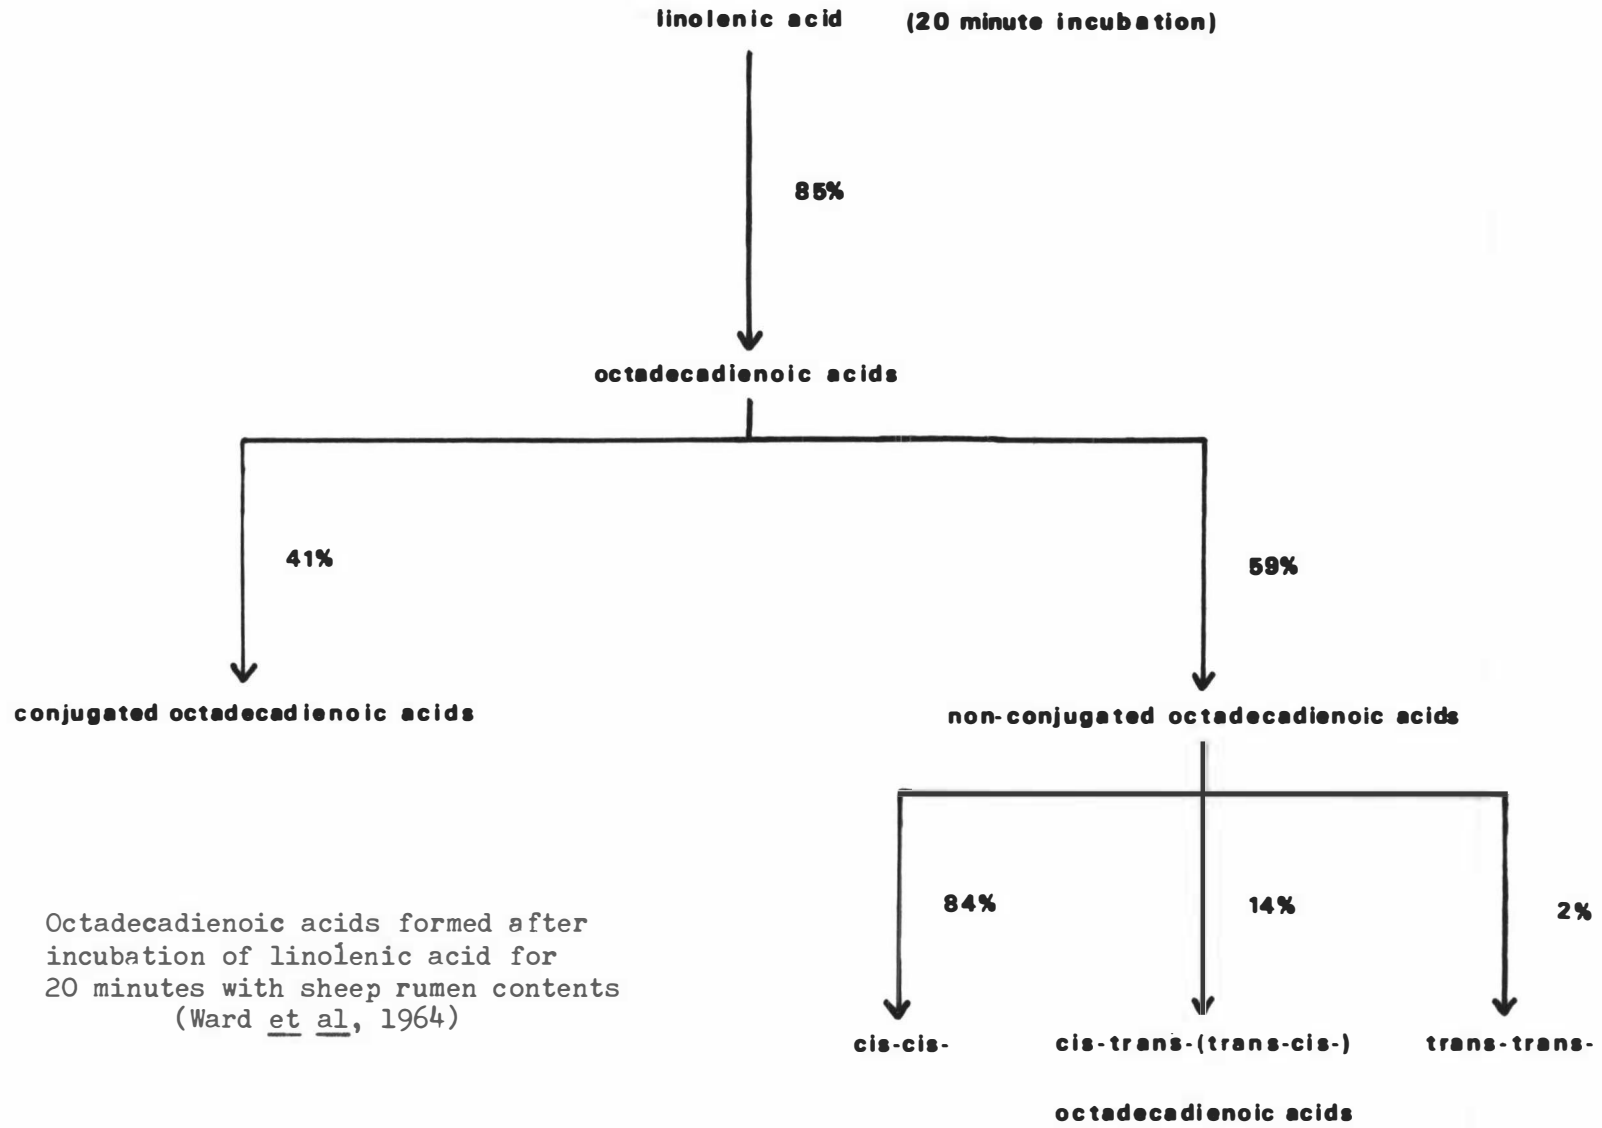 linolenic acid (20 minute incubation)
85%
octadecadienoic acids
41%
59%
conjugated octadecadienoic acids
non-conjugated octadecadienoic acids
84%
14%
2%
cis-cis-
cis-trans-(trans-cis-)
trans-trans-
octadecadienoic acids
Octadecadienoic acids formed after
incubation of linolenic acid for
20 minutes with sheep rumen contents
(Ward et al, 1964)